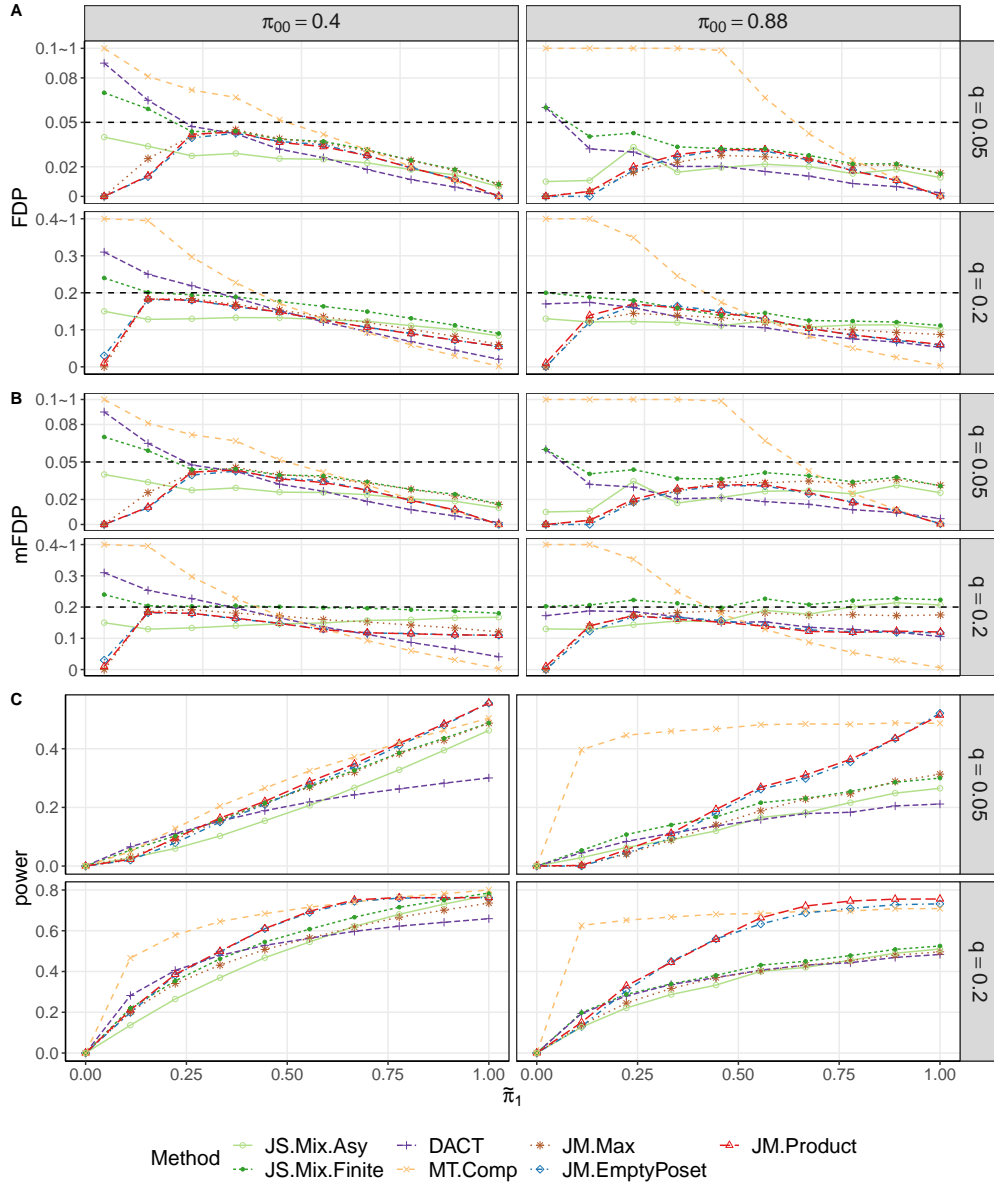 A
π00 = 0.4
π00 = 0.88
FDP
0.1~1
0.08
0.05
0.02
0
q = 0.05
0.4~1
0.3
0.2
0.1
0
q = 0.2
B
mFDP
0.1~1
0.08
0.05
0.02
0
q = 0.05
0.4~1
0.3
0.2
0.1
0
q = 0.2
C
power
0.4
0.2
0.0
q = 0.05
0.8
0.6
0.4
0.2
0.0
q = 0.2
0.00 0.25 0.50 0.75 1.00 0.00 0.25 0.50 0.75 1.00
π̃1
Method
JS.Mix.Asy DACT JM.Max JM.Product
JS.Mix.Finite MT.Comp JM.EmptyPoset